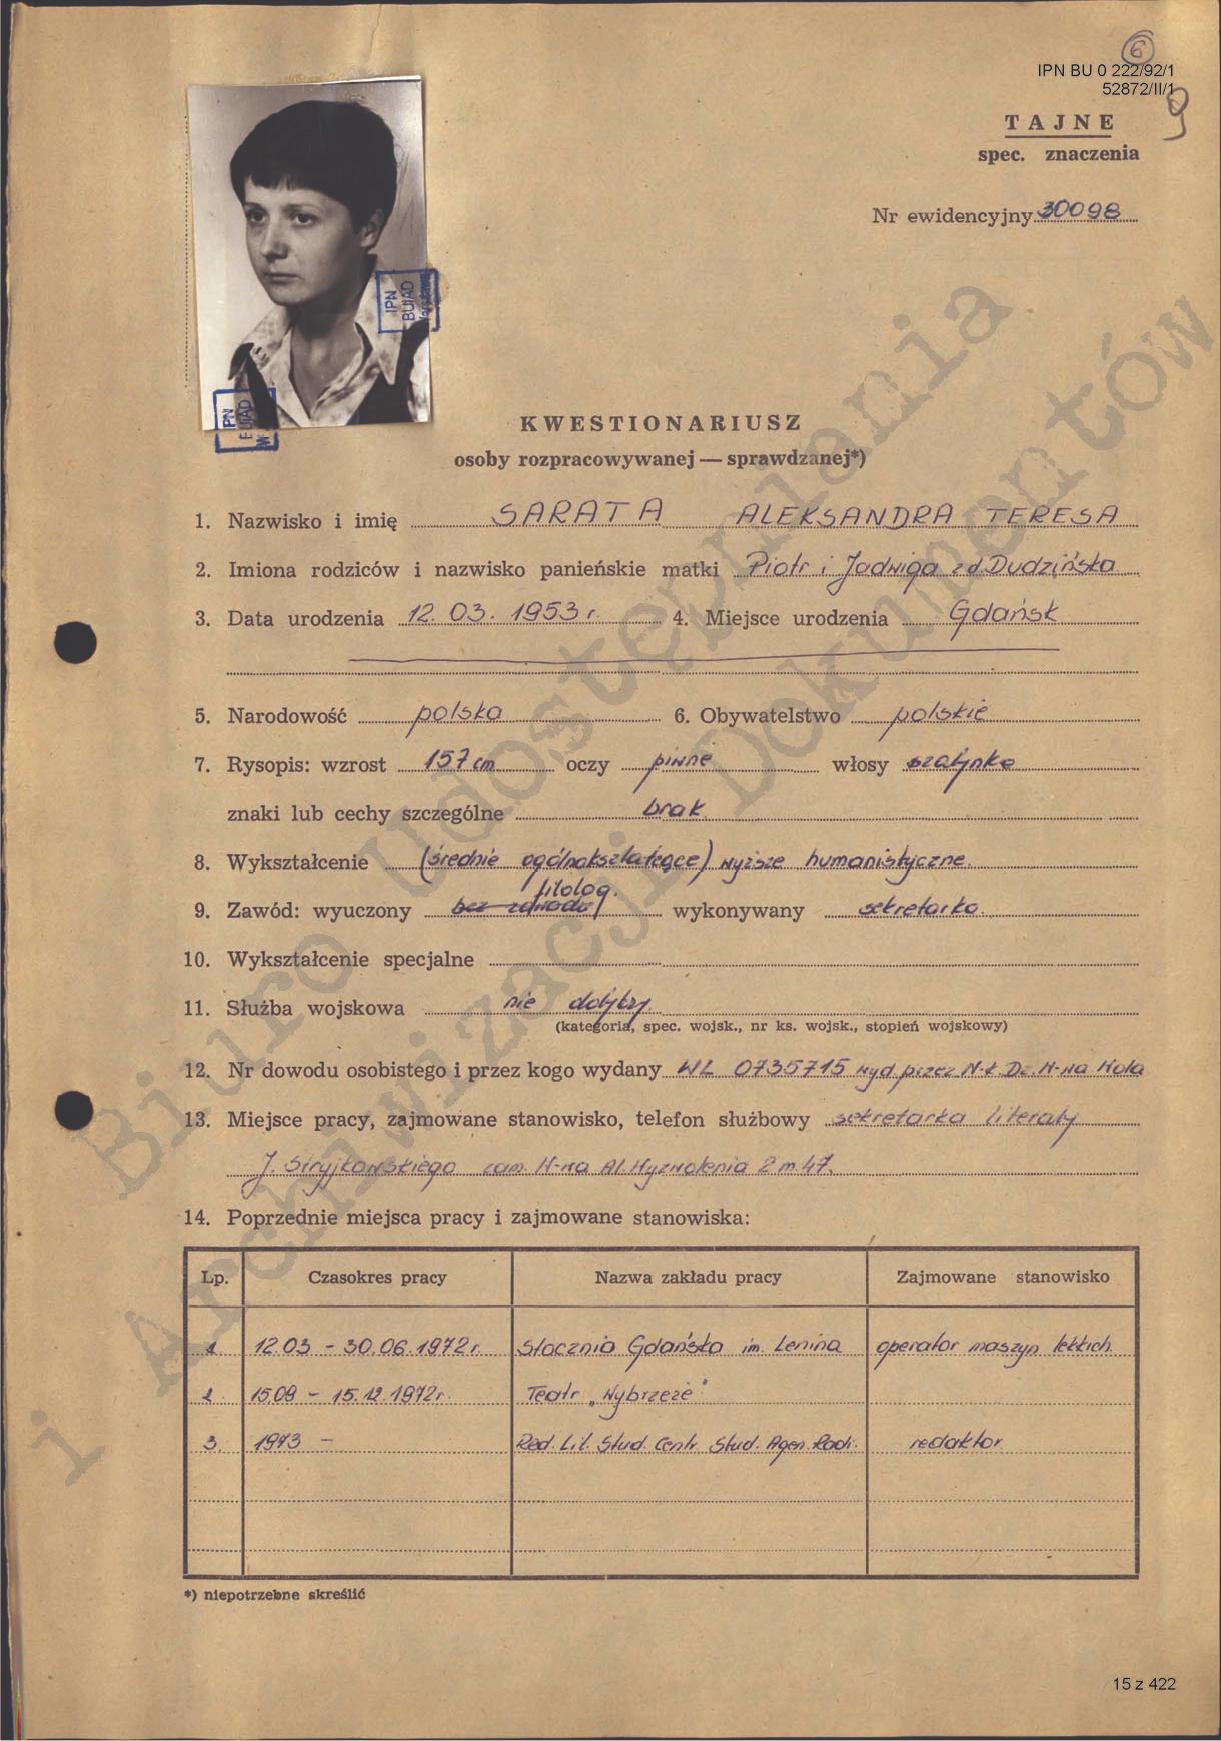 6
IPN BU 0 222/92/1
52872/II/1
9
TAJNE
spec. znaczenia
Nr ewidencyjny 30098
IPN
BUiAD
Warszawa
IPN
BUiAD
W
KWESTIONARIUSZ
osoby rozpracowywanej — sprawdzanej*)
1. Nazwisko i imię SARATA ALEKSANDRA TERESA
2. Imiona rodziców i nazwisko panieńskie matki Piotr i Jadwiga z d. Dudzińska
3. Data urodzenia 12.03.1953 r. 4. Miejsce urodzenia Gdańsk
5. Narodowość polska 6. Obywatelstwo polskie
7. Rysopis: wzrost 157 cm oczy piwne włosy szatynka
znaki lub cechy szczególne brak
8. Wykształcenie (średnie ogólnokształcące) wyższe humanistyczne.
filolog.
9. Zawód: wyuczony bez zawodu wykonywany sekretarka.
10. Wykształcenie specjalne
11. Służba wojskowa nie dotyczy
(kategoria, spec. wojsk., nr ks. wojsk., stopień wojskowy)
12. Nr dowodu osobistego i przez kogo wydany WL 0735715 wyd. przez N-k. Dz. W-wa Wola
13. Miejsce pracy, zajmowane stanowisko, telefon służbowy sekretarka literaty
J. Stryjkowskiego zam. W-wa Al. Wyzwolenia 2 m. 47.
14. Poprzednie miejsca pracy i zajmowane stanowiska:
Lp. Czasokres pracy Nazwa zakładu pracy Zajmowane stanowisko
1. 12.03 – 30.06.1972 r. Stocznia Gdańska im. Lenina operator maszyn lekkich
2. 15.09 – 15.12.1972 r. Teatr „Wybrzeże"
3. 1973 – Red. Lit. Stud. Centr. Stud. Agen. Radi. redaktor
*) niepotrzebne skreślić
Biuro Udostępniania
i Archiwizacji Dokumentów
15 z 422